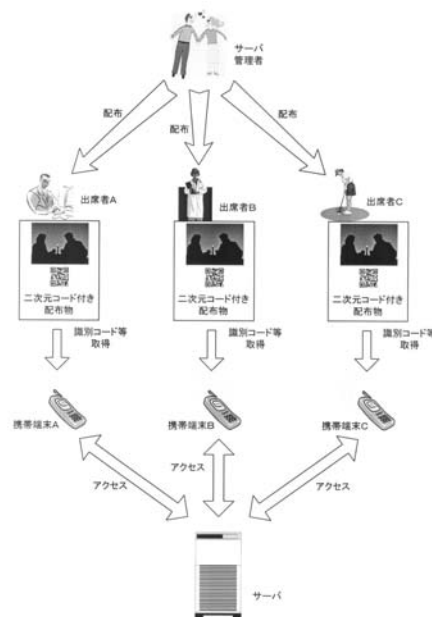 サーバ
管理者
配布
配布
配布
出席者A
出席者B
出席者C
二次元コード付き
配布物
二次元コード付き
配布物
二次元コード付き
配布物
識別コード等
取得
識別コード等
取得
識別コード等
取得
携帯端末A
携帯端末B
携帯端末C
アクセス
アクセス
アクセス
サーバ